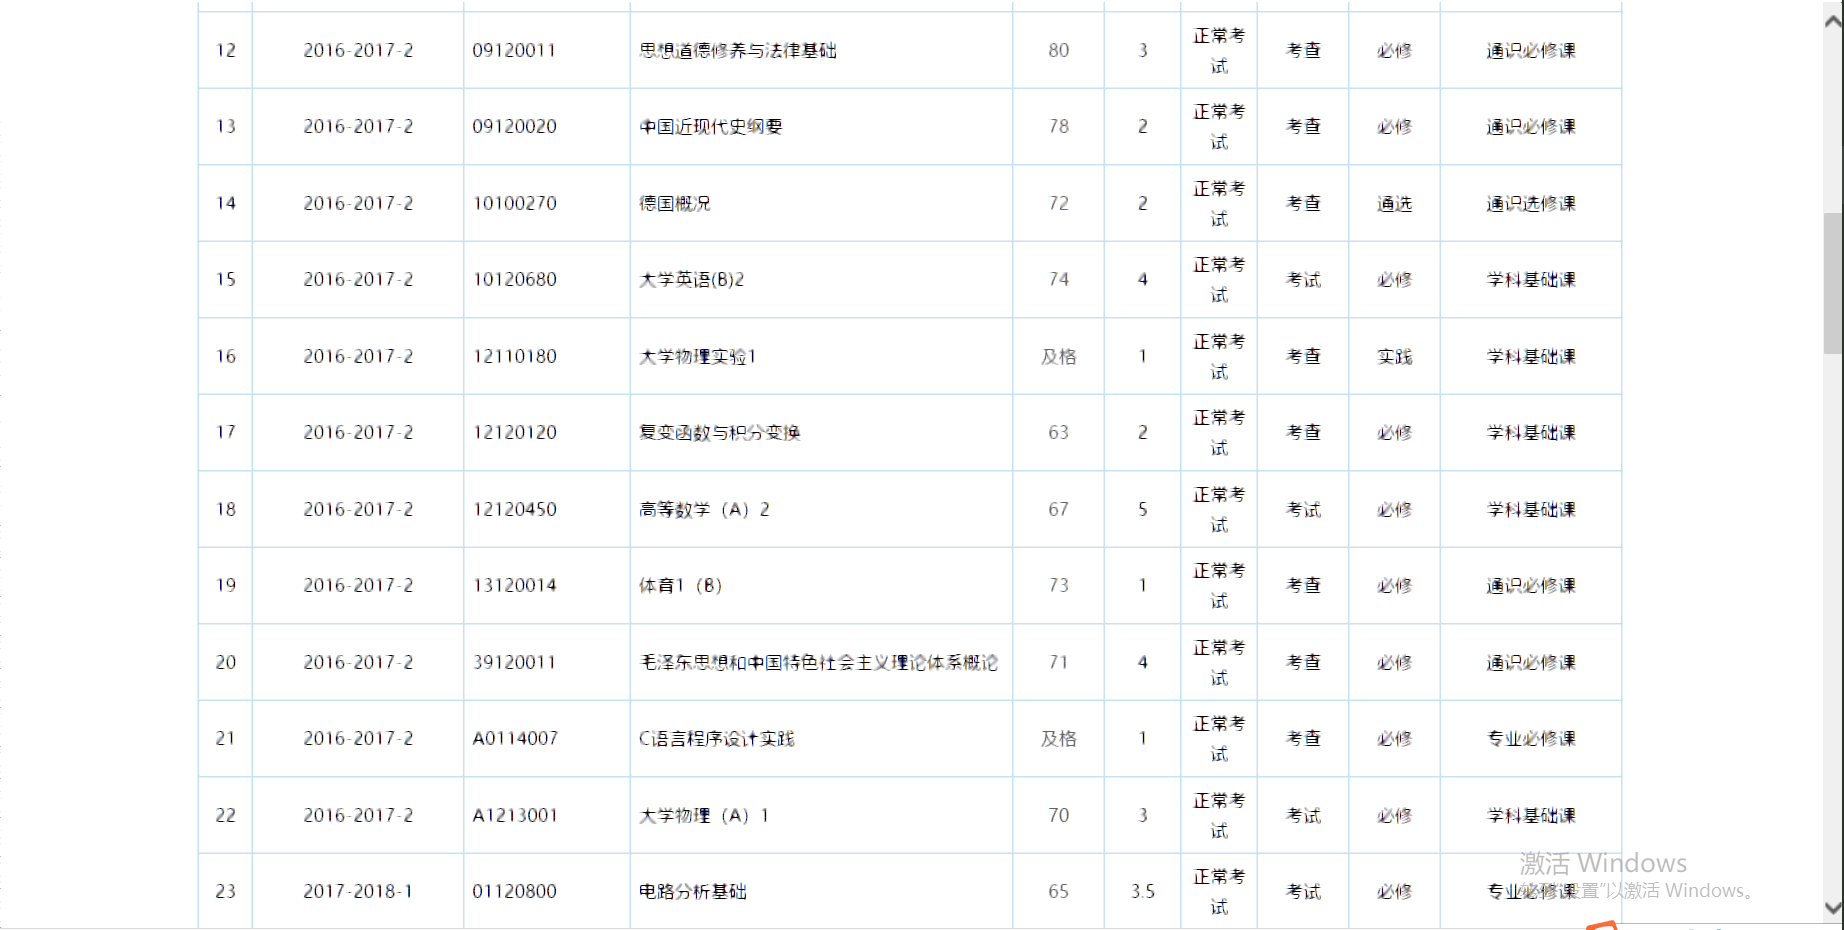 12 2016-2017-2 09120011 思想道德修养与法律基础 80 3 正常考试 考查 必修 通识必修课
13 2016-2017-2 09120020 中国近现代史纲要 78 2 正常考试 考查 必修 通识必修课
14 2016-2017-2 10100270 德国概况 72 2 正常考试 考查 通选 通识选修课
15 2016-2017-2 10120680 大学英语(B)2 74 4 正常考试 考试 必修 学科基础课
16 2016-2017-2 12110180 大学物理实验1 及格 1 正常考试 考查 实践 学科基础课
17 2016-2017-2 12120120 复变函数与积分变换 63 2 正常考试 考查 必修 学科基础课
18 2016-2017-2 12120450 高等数学（A）2 67 5 正常考试 考试 必修 学科基础课
19 2016-2017-2 13120014 体育1（B） 73 1 正常考试 考查 必修 通识必修课
20 2016-2017-2 39120011 毛泽东思想和中国特色社会主义理论体系概论 71 4 正常考试 考查 必修 通识必修课
21 2016-2017-2 A0114007 C语言程序设计实践 及格 1 正常考试 考查 必修 专业必修课
22 2016-2017-2 A1213001 大学物理（A）1 70 3 正常考试 考试 必修 学科基础课
23 2017-2018-1 01120800 电路分析基础 65 3.5 正常考试 考试 必修 专业必修课
激活 Windows
设置"以激活 Windows。